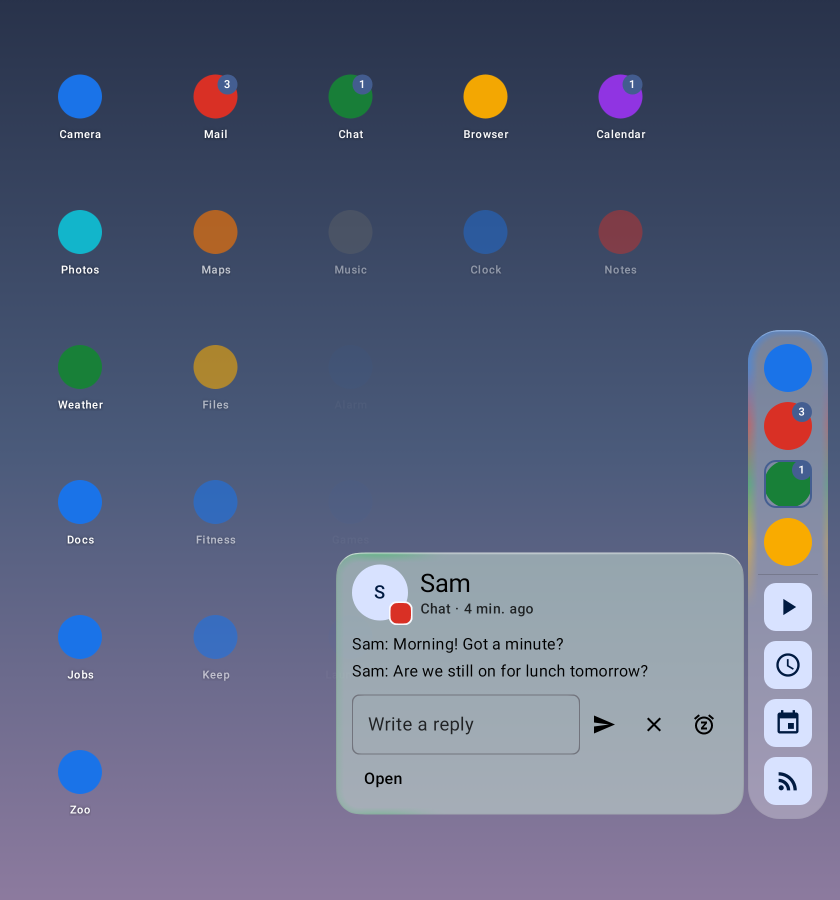 3
1
1
Camera
Mail
Chat
Browser
Calendar
Photos
Maps
Music
Clock
Notes
Weather
Files
3
1
Docs
Fitness
S
Sam
Chat · 4 min. ago
Sam: Morning! Got a minute?
Sam: Are we still on for lunch tomorrow?
Jobs
Keep
Write a reply
Open
Zoo